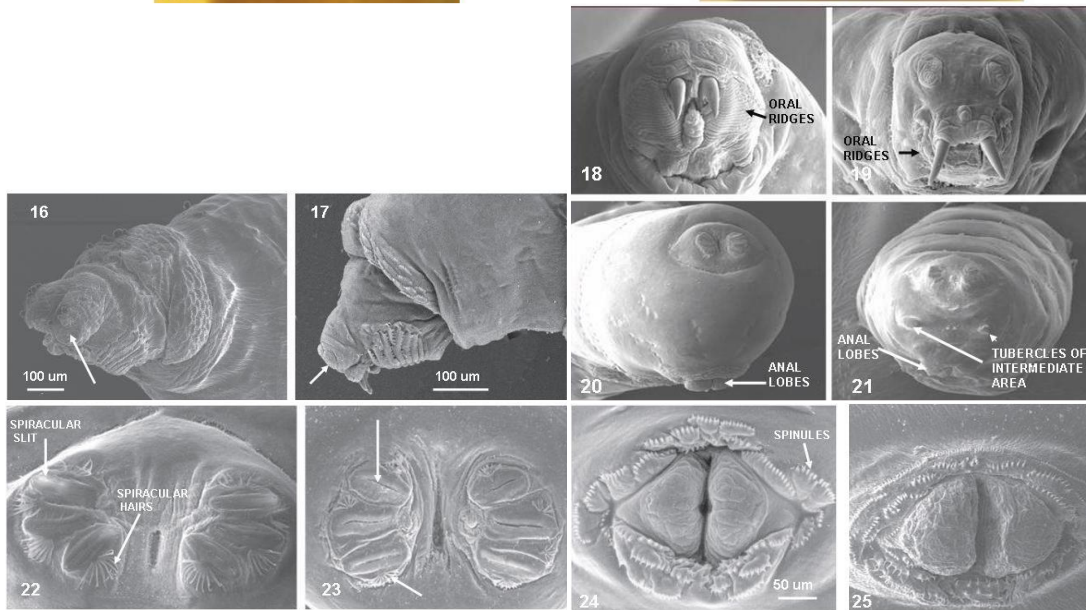 ORAL
RIDGES
18
ORAL
RIDGES
19
16
100 um
17
100 um
20
ANAL
LOBES
ANAL
LOBES
TUBERCLES OF
INTERMEDIATE
AREA
21
SPIRACULAR
SLIT
SPIRACULAR
HAIRS
22
23
SPINULES
24
50 um
25